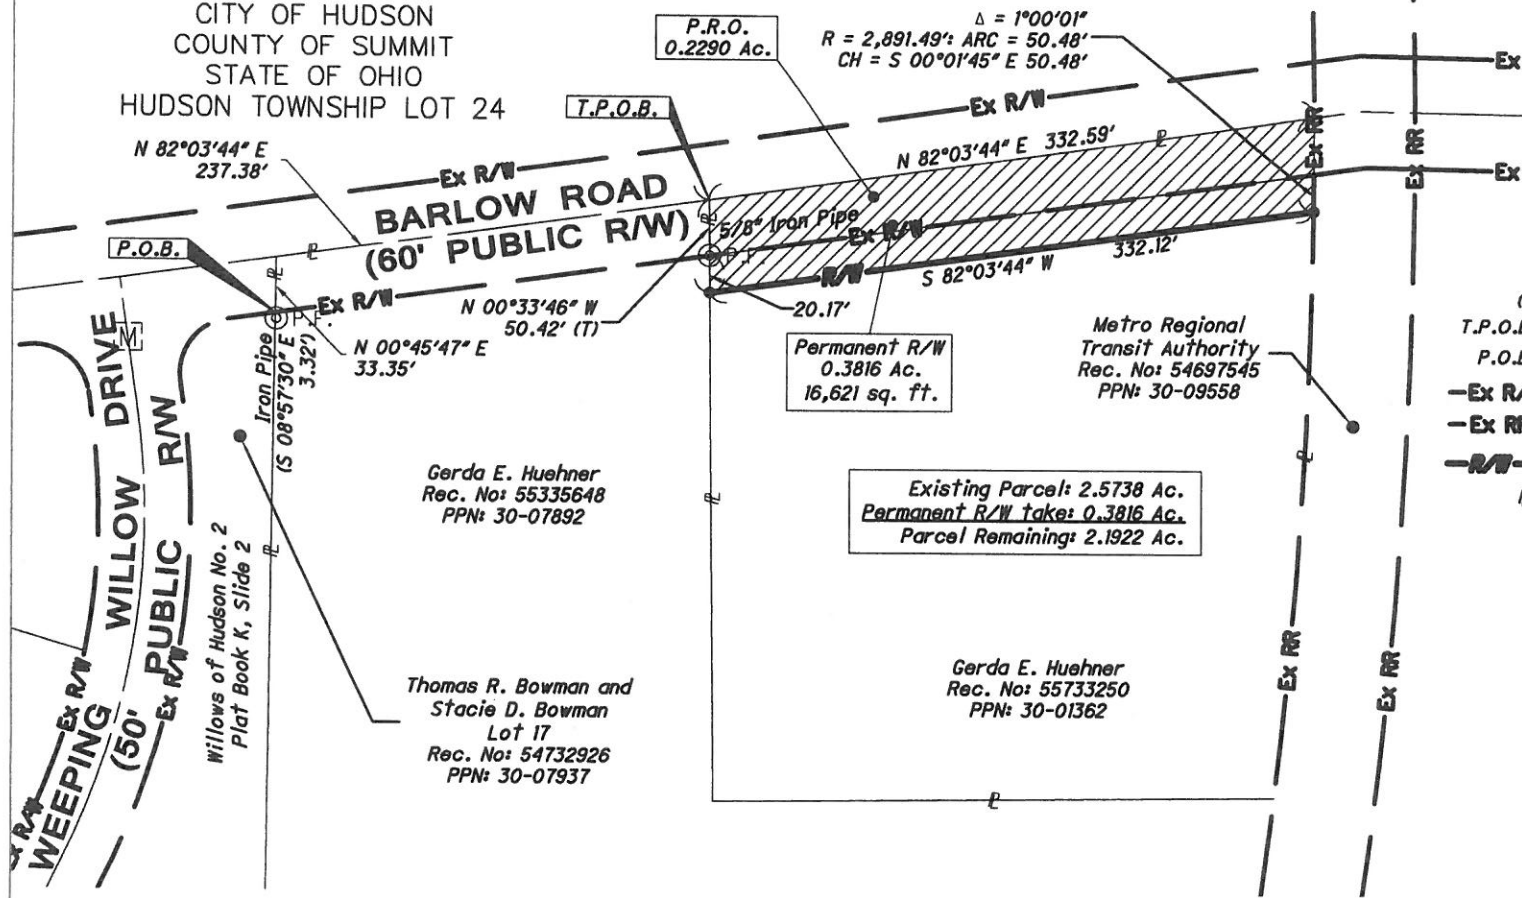 CITY OF HUDSON
COUNTY OF SUMMIT
STATE OF OHIO
HUDSON TOWNSHIP LOT 24
P.R.O.
0.2290 Ac.
Δ = 1°00'01"
R = 2,891.49': ARC = 50.48'
CH = S 00°01'45" E 50.48'
T.P.O.B.
N 82°03'44" E
237.38'
Ex R/W
Ex R/W
Ex
N 82°03'44" E 332.59'
Ex RR
Ex RR
Ex RR
Ex
BARLOW ROAD
(60' PUBLIC R/W)
5/8" Iron Pipe
P.F.
Ex R/W
R/W
S 82°03'44" W
332.12'
P.O.B.
Ex R/W
P.F.
N 00°33'46" W
50.42' (T)
20.17'
N 00°45'47" E
33.35'
Iron Pipe
(S 08°57'30" E
3.32')
M
Permanent R/W
0.3816 Ac.
16,621 sq. ft.
Metro Regional
Transit Authority
Rec. No: 54697545
PPN: 30-09558
T.P.O.B
P.O.B
Ex R/
Ex RR
R/W
Gerda E. Huehner
Rec. No: 55335648
PPN: 30-07892
Existing Parcel: 2.5738 Ac.
Permanent R/W take: 0.3816 Ac.
Parcel Remaining: 2.1922 Ac.
WEEPING WILLOW DRIVE
(50' PUBLIC R/W
Ex R/W
Ex R/W
Ex R/W
Willows of Hudson No. 2
Plat Book K, Slide 2
Thomas R. Bowman and
Stacie D. Bowman
Lot 17
Rec. No: 54732926
PPN: 30-07937
Gerda E. Huehner
Rec. No: 55733250
PPN: 30-01362
Ex RR
Ex RR